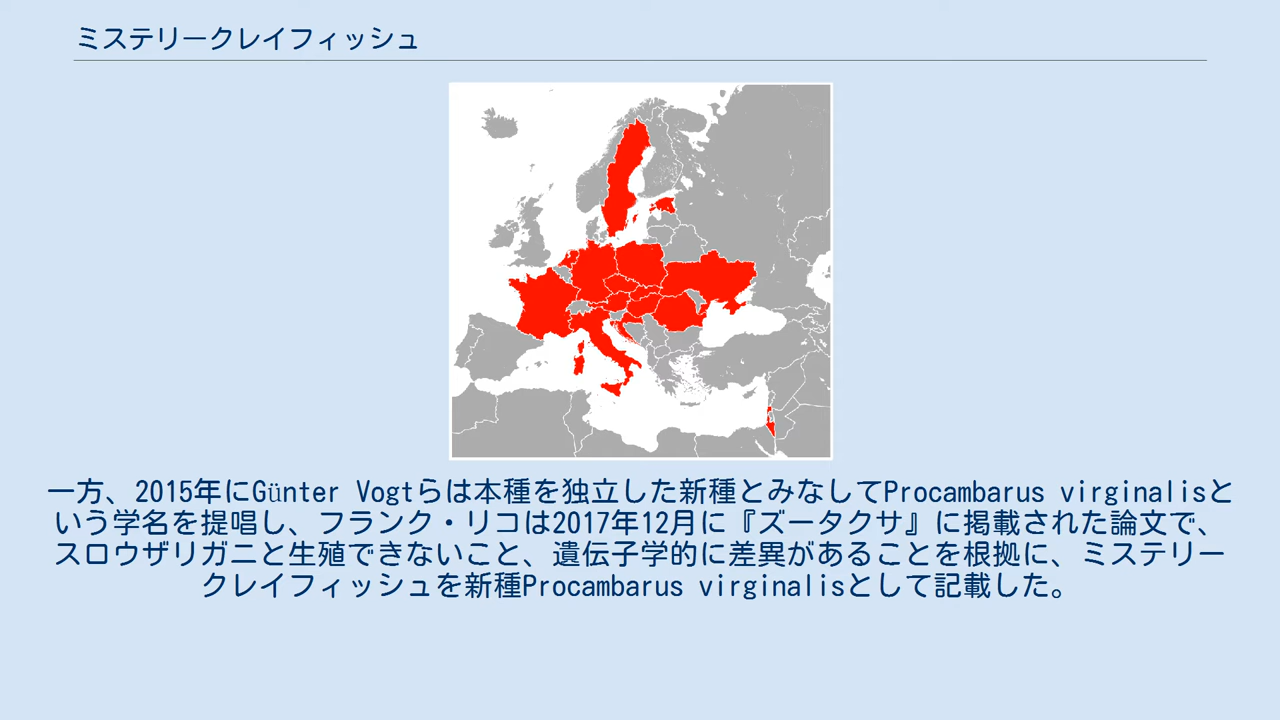 ミステリークレイフィッシュ
一方、2015年にGünter Vogtらは本種を独立した新種とみなしてProcambarus virginalisと
いう学名を提唱し、フランク・リコは2017年12月に『ズータクサ』に掲載された論文で、
スロウザリガニと生殖できないこと、遺伝子学的に差異があることを根拠に、ミステリー
クレイフィッシュを新種Procambarus virginalisとして記載した。